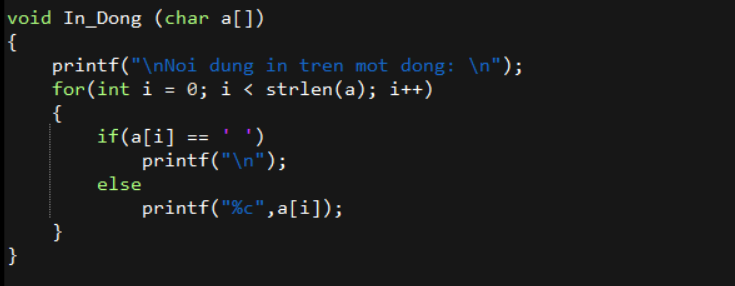 void In_Dong (char a[])
{
    printf("\nNoi dung in tren mot dong: \n");
    for(int i = 0; i < strlen(a); i++)
    {
        if(a[i] == ' ')
            printf("\n");
        else
            printf("%c",a[i]);
    }
}